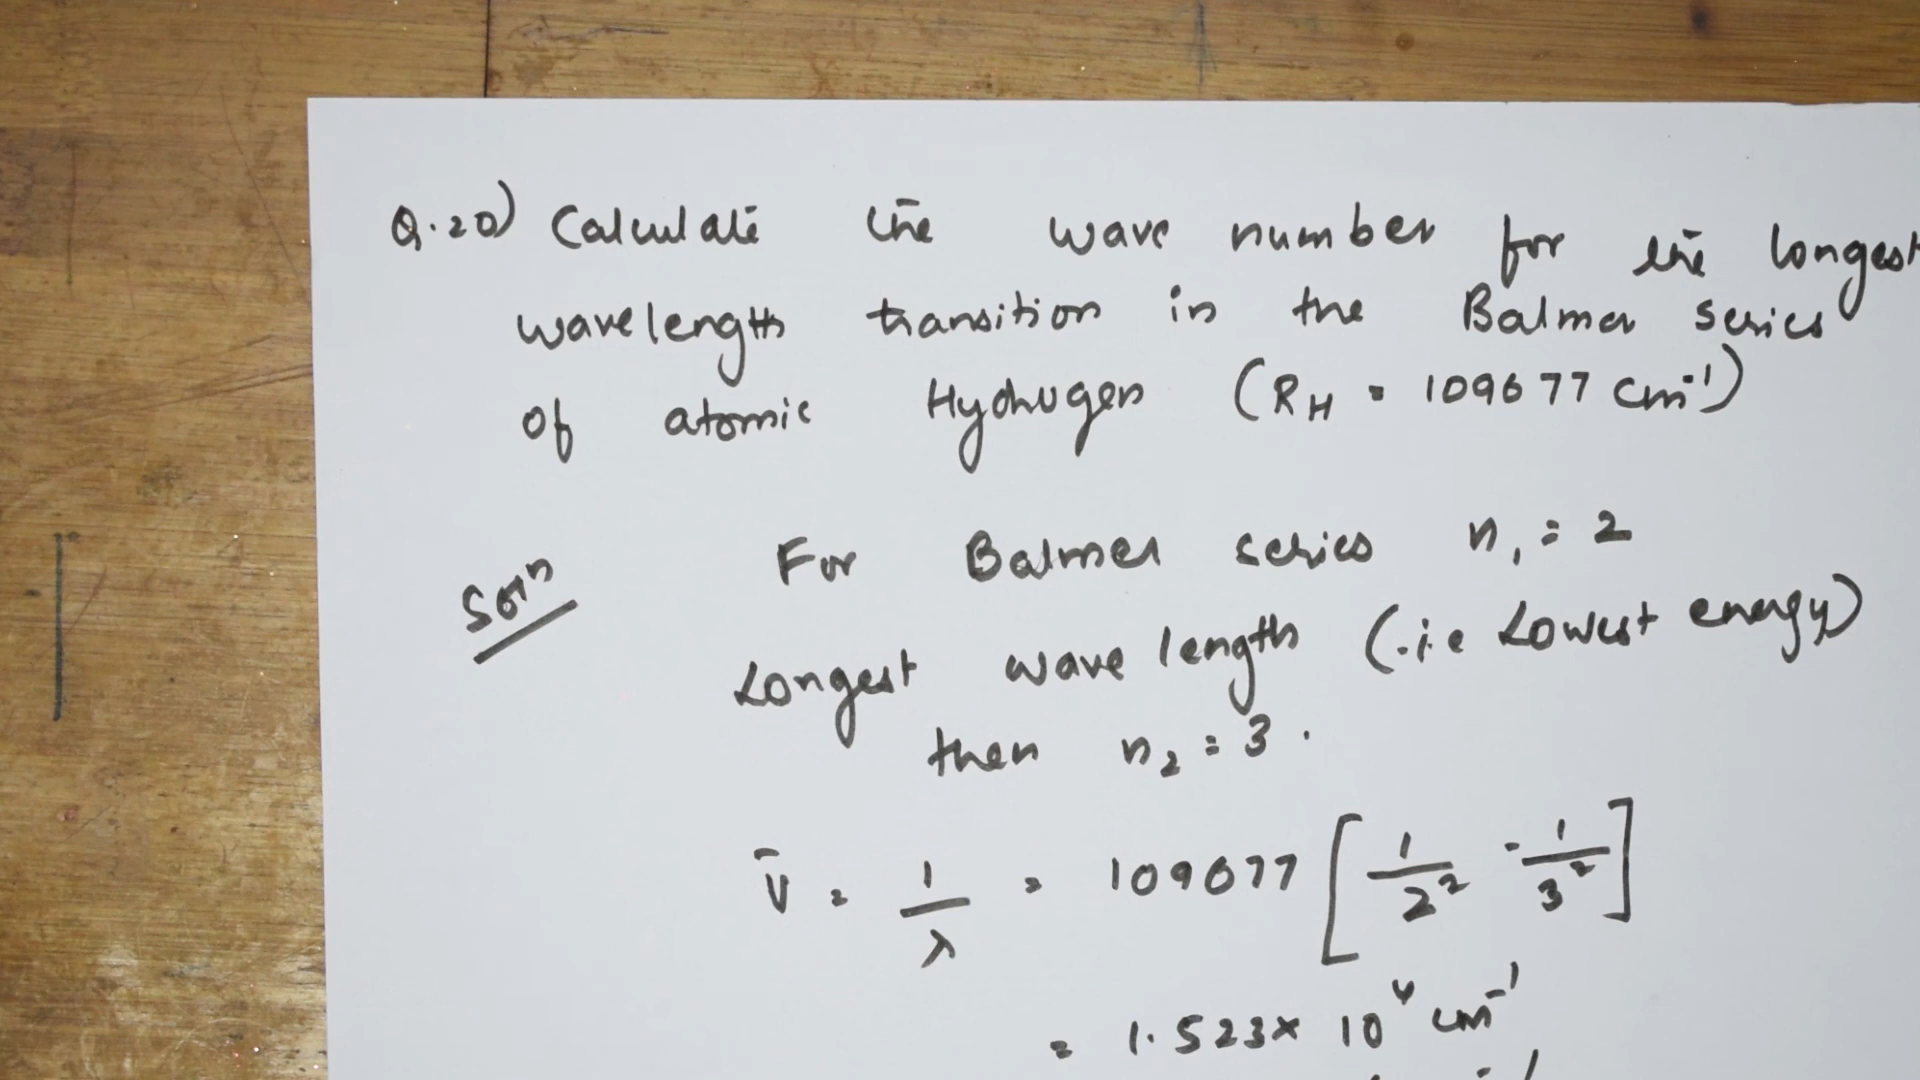 Q.20) Calculate the wave number for the longest
wavelength transition in the Balmer series
of atomic Hydrogen (RH = 109677 cm⁻¹)
Soln
For Balmer series n₁ = 2
Longest wave length (.i.e Lowest energy)
then n₂ = 3.
ν̄ = 1/λ = 109677 [1/2² - 1/3²]
= 1.523 x 10⁴ cm⁻¹